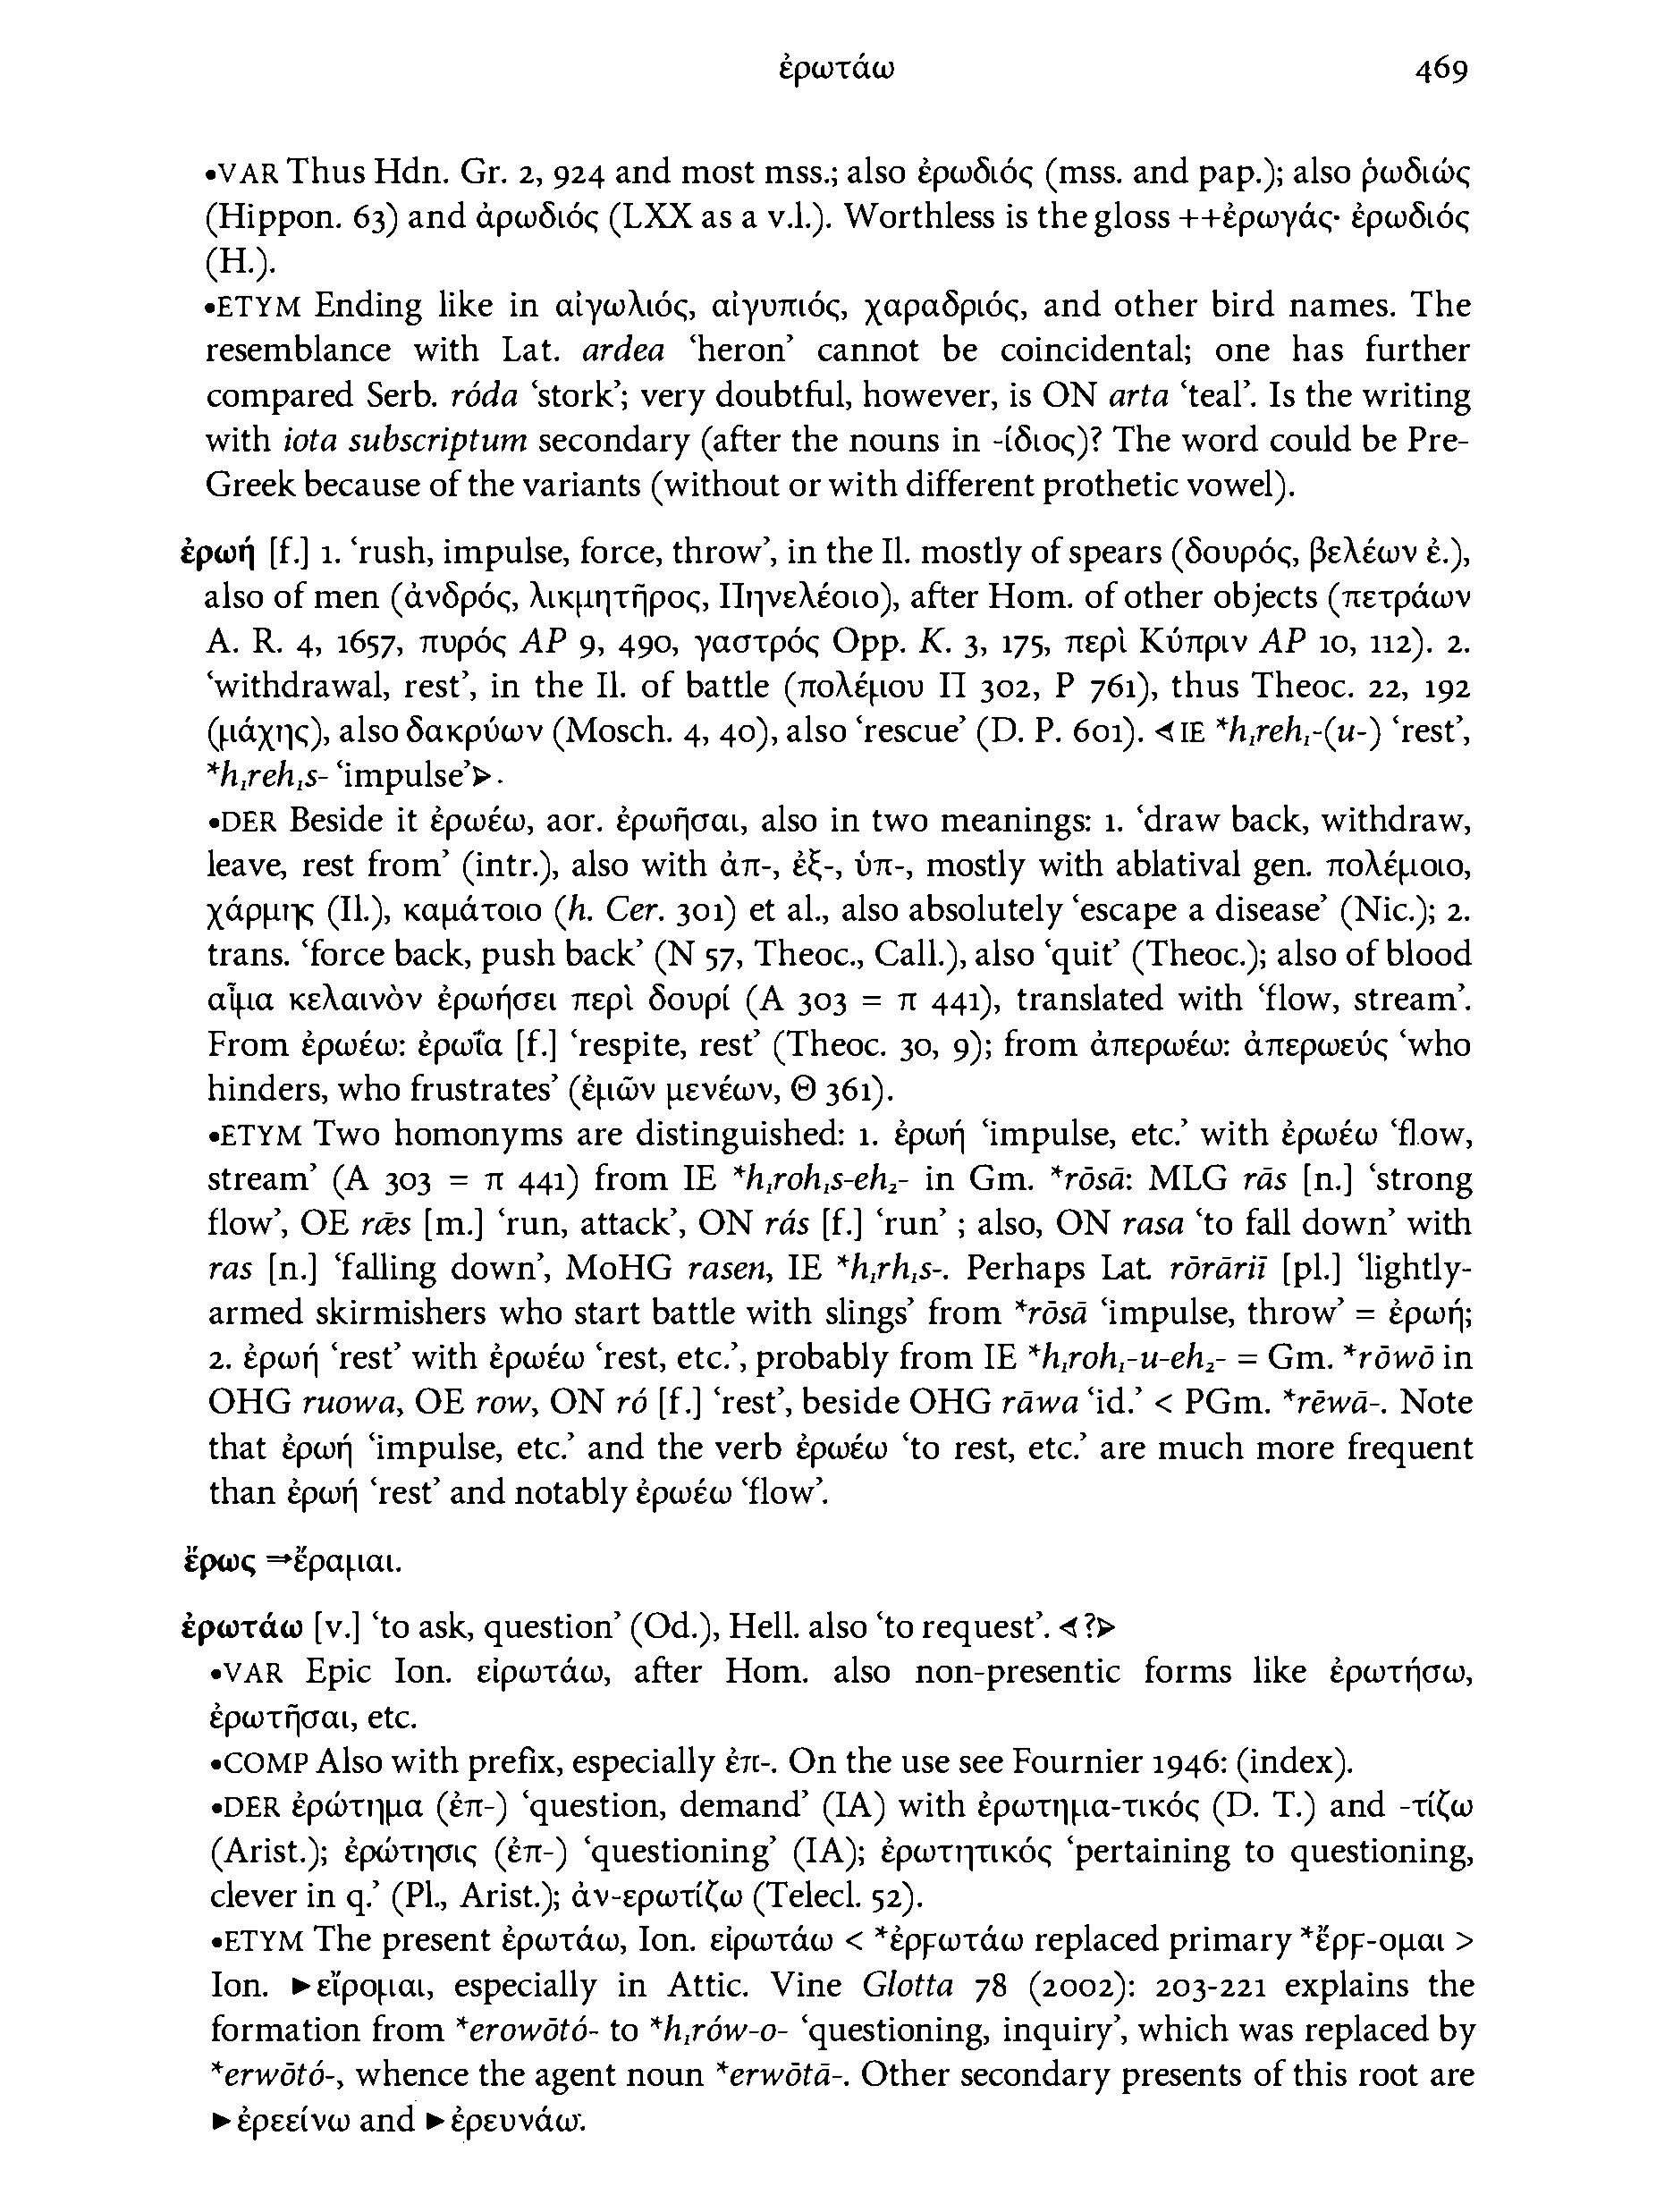 ἐρωτάω 469
•VAR Thus Hdn. Gr. 2, 924 and most mss.; also ἐρωδιός (mss. and pap.); also ῥωδιώς
(Hippon. 63) and ἀρωδιός (LXX as a v.l.). Worthless is the gloss ++ἐρωγάς· ἐρωδιός
(H.).
•ETYM Ending like in αἰγωλιός, αἰγυπιός, χαραδριός, and other bird names. The
resemblance with Lat. ardea ‘heron’ cannot be coincidental; one has further
compared Serb. róda ‘stork’; very doubtful, however, is ON arta ‘teal’. Is the writing
with iota subscriptum secondary (after the nouns in -ίδιος)? The word could be Pre-
Greek because of the variants (without or with different prothetic vowel).
ἐρωή [f.] 1. ‘rush, impulse, force, throw’, in the Il. mostly of spears (δουρός, βελέων ἐ.),
also of men (ἀνδρός, λικμητῆρος, Πηνελέοιο), after Hom. of other objects (πετράων
A. R. 4, 1657, πυρός AP 9, 490, γαστρός Opp. K. 3, 175, περὶ Κύπριν AP 10, 112). 2.
‘withdrawal, rest’, in the Il. of battle (πολέμου Π 302, Ρ 761), thus Theoc. 22, 192
(μάχης), also δακρύων (Mosch. 4, 40), also ‘rescue’ (D. P. 601). ⋖IE *h₁reh₁-(u-) ‘rest’,
*h₁reh₁s- ‘impulse’⋗.
•DER Beside it ἐρωέω, aor. ἐρωῆσαι, also in two meanings: 1. ‘draw back, withdraw,
leave, rest from’ (intr.), also with ἀπ-, ἐξ-, ὑπ-, mostly with ablatival gen. πολέμοιο,
χάρμης (Il.), καμάτοιο (h. Cer. 301) et al., also absolutely ‘escape a disease’ (Nic.); 2.
trans. ‘force back, push back’ (N 57, Theoc., Call.), also ‘quit’ (Theoc.); also of blood
αἷμα κελαινὸν ἐρωήσει περὶ δουρί (Α 303 = π 441), translated with ‘flow, stream’.
From ἐρωέω: ἐρωΐα [f.] ‘respite, rest’ (Theoc. 30, 9); from ἀπερωέω: ἀπερωεύς ‘who
hinders, who frustrates’ (ἐμῶν μενέων, Θ 361).
•ETYM Two homonyms are distinguished: 1. ἐρωή ‘impulse, etc.’ with ἐρωέω ‘flow,
stream’ (Α 303 = π 441) from IE *h₁roh₁s-eh₂- in Gm. *rōsā: MLG rās [n.] ‘strong
flow’, OE rǣs [m.] ‘run, attack’, ON rás [f.] ‘run’ ; also, ON rasa ‘to fall down’ with
ras [n.] ‘falling down’, MoHG rasen, IE *h₁rh₁s-. Perhaps Lat. rōrāriī [pl.] ‘lightly-
armed skirmishers who start battle with slings’ from *rōsā ‘impulse, throw’ = ἐρωή;
2. ἐρωή ‘rest’ with ἐρωέω ‘rest, etc.’, probably from IE *h₁roh₁-u-eh₂- = Gm. *rōwō in
OHG ruowa, OE row, ON ró [f.] ‘rest’, beside OHG rāwa ‘id.’ < PGm. *rēwā-. Note
that ἐρωή ‘impulse, etc.’ and the verb ἐρωέω ‘to rest, etc.’ are much more frequent
than ἐρωή ‘rest’ and notably ἐρωέω ‘flow’.
ἔρως ⇒ἔραμαι.
ἐρωτάω [v.] ‘to ask, question’ (Od.), Hell. also ‘to request’. ⋖?⋗
•VAR Epic Ion. εἰρωτάω, after Hom. also non-presentic forms like ἐρωτήσω,
ἐρωτῆσαι, etc.
•COMP Also with prefix, especially ἐπ-. On the use see Fournier 1946: (index).
•DER ἐρώτημα (ἐπ-) ‘question, demand’ (IA) with ἐρωτημα-τικός (D. T.) and -τίζω
(Arist.); ἐρώτησις (ἐπ-) ‘questioning’ (IA); ἐρωτητικός ‘pertaining to questioning,
clever in q.’ (Pl., Arist.); ἀν-ερωτίζω (Telecl. 52).
•ETYM The present ἐρωτάω, Ion. εἰρωτάω < *ἐρϝωτάω replaced primary *ἔρϝ-ομαι >
Ion. ►εἴρομαι, especially in Attic. Vine Glotta 78 (2002): 203-221 explains the
formation from *erowōtó- to *h₁rów-o- ‘questioning, inquiry’, which was replaced by
*erwōtó-, whence the agent noun *erwōtā-. Other secondary presents of this root are
►ἐρεείνω and ►ἐρευνάω.